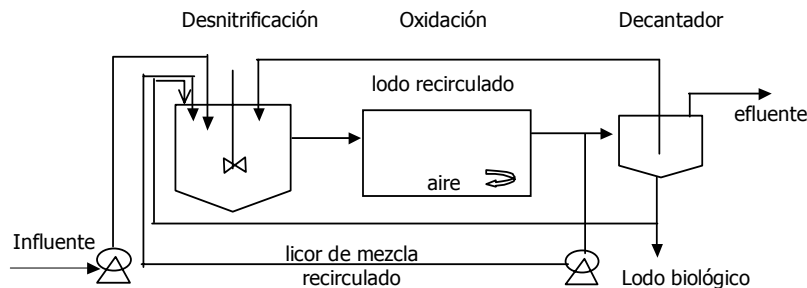 Desnitrificación
Oxidación
Decantador
lodo recirculado
efluente
aire
Influente
licor de mezcla
recirculado
Lodo biológico